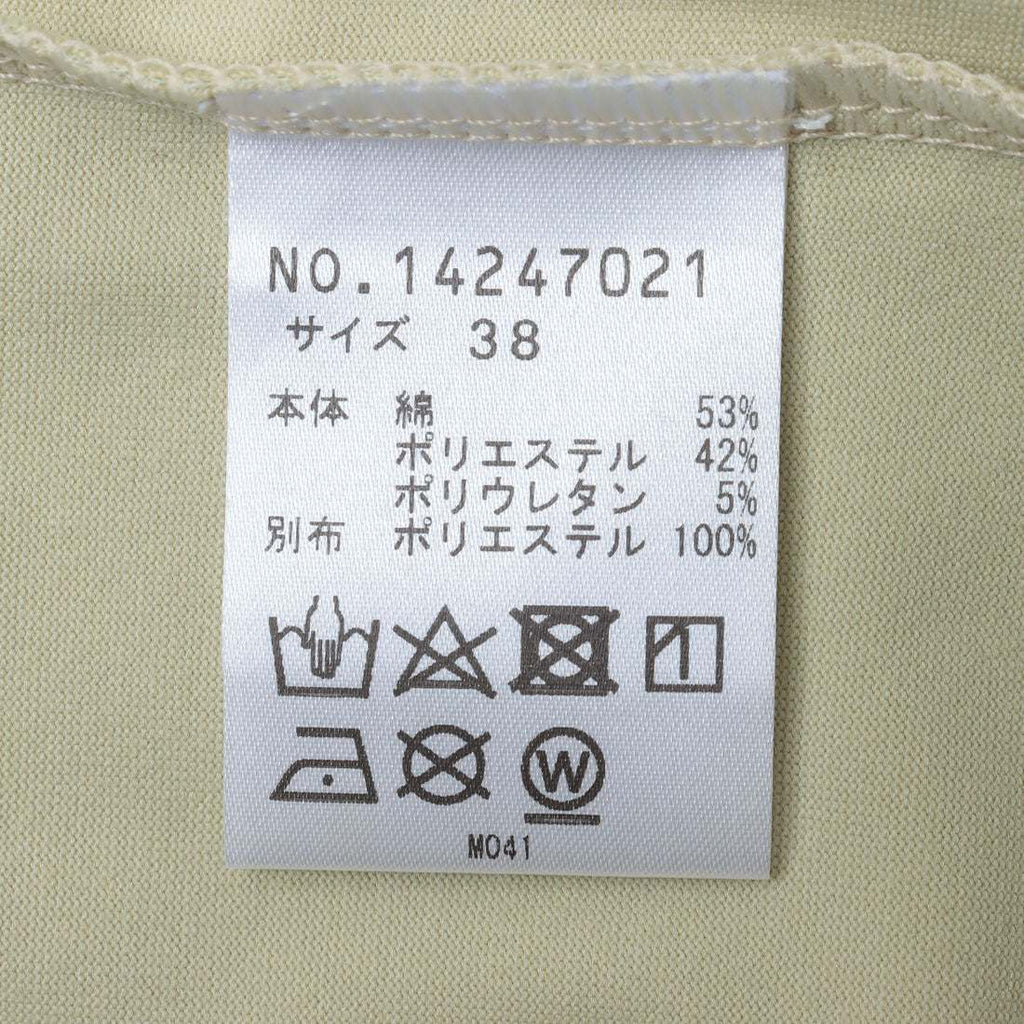 NO.14247021
サイズ 38
本体 綿 53%
ポリエステル 42%
ポリウレタン 5%
別布 ポリエステル 100%
W
M041